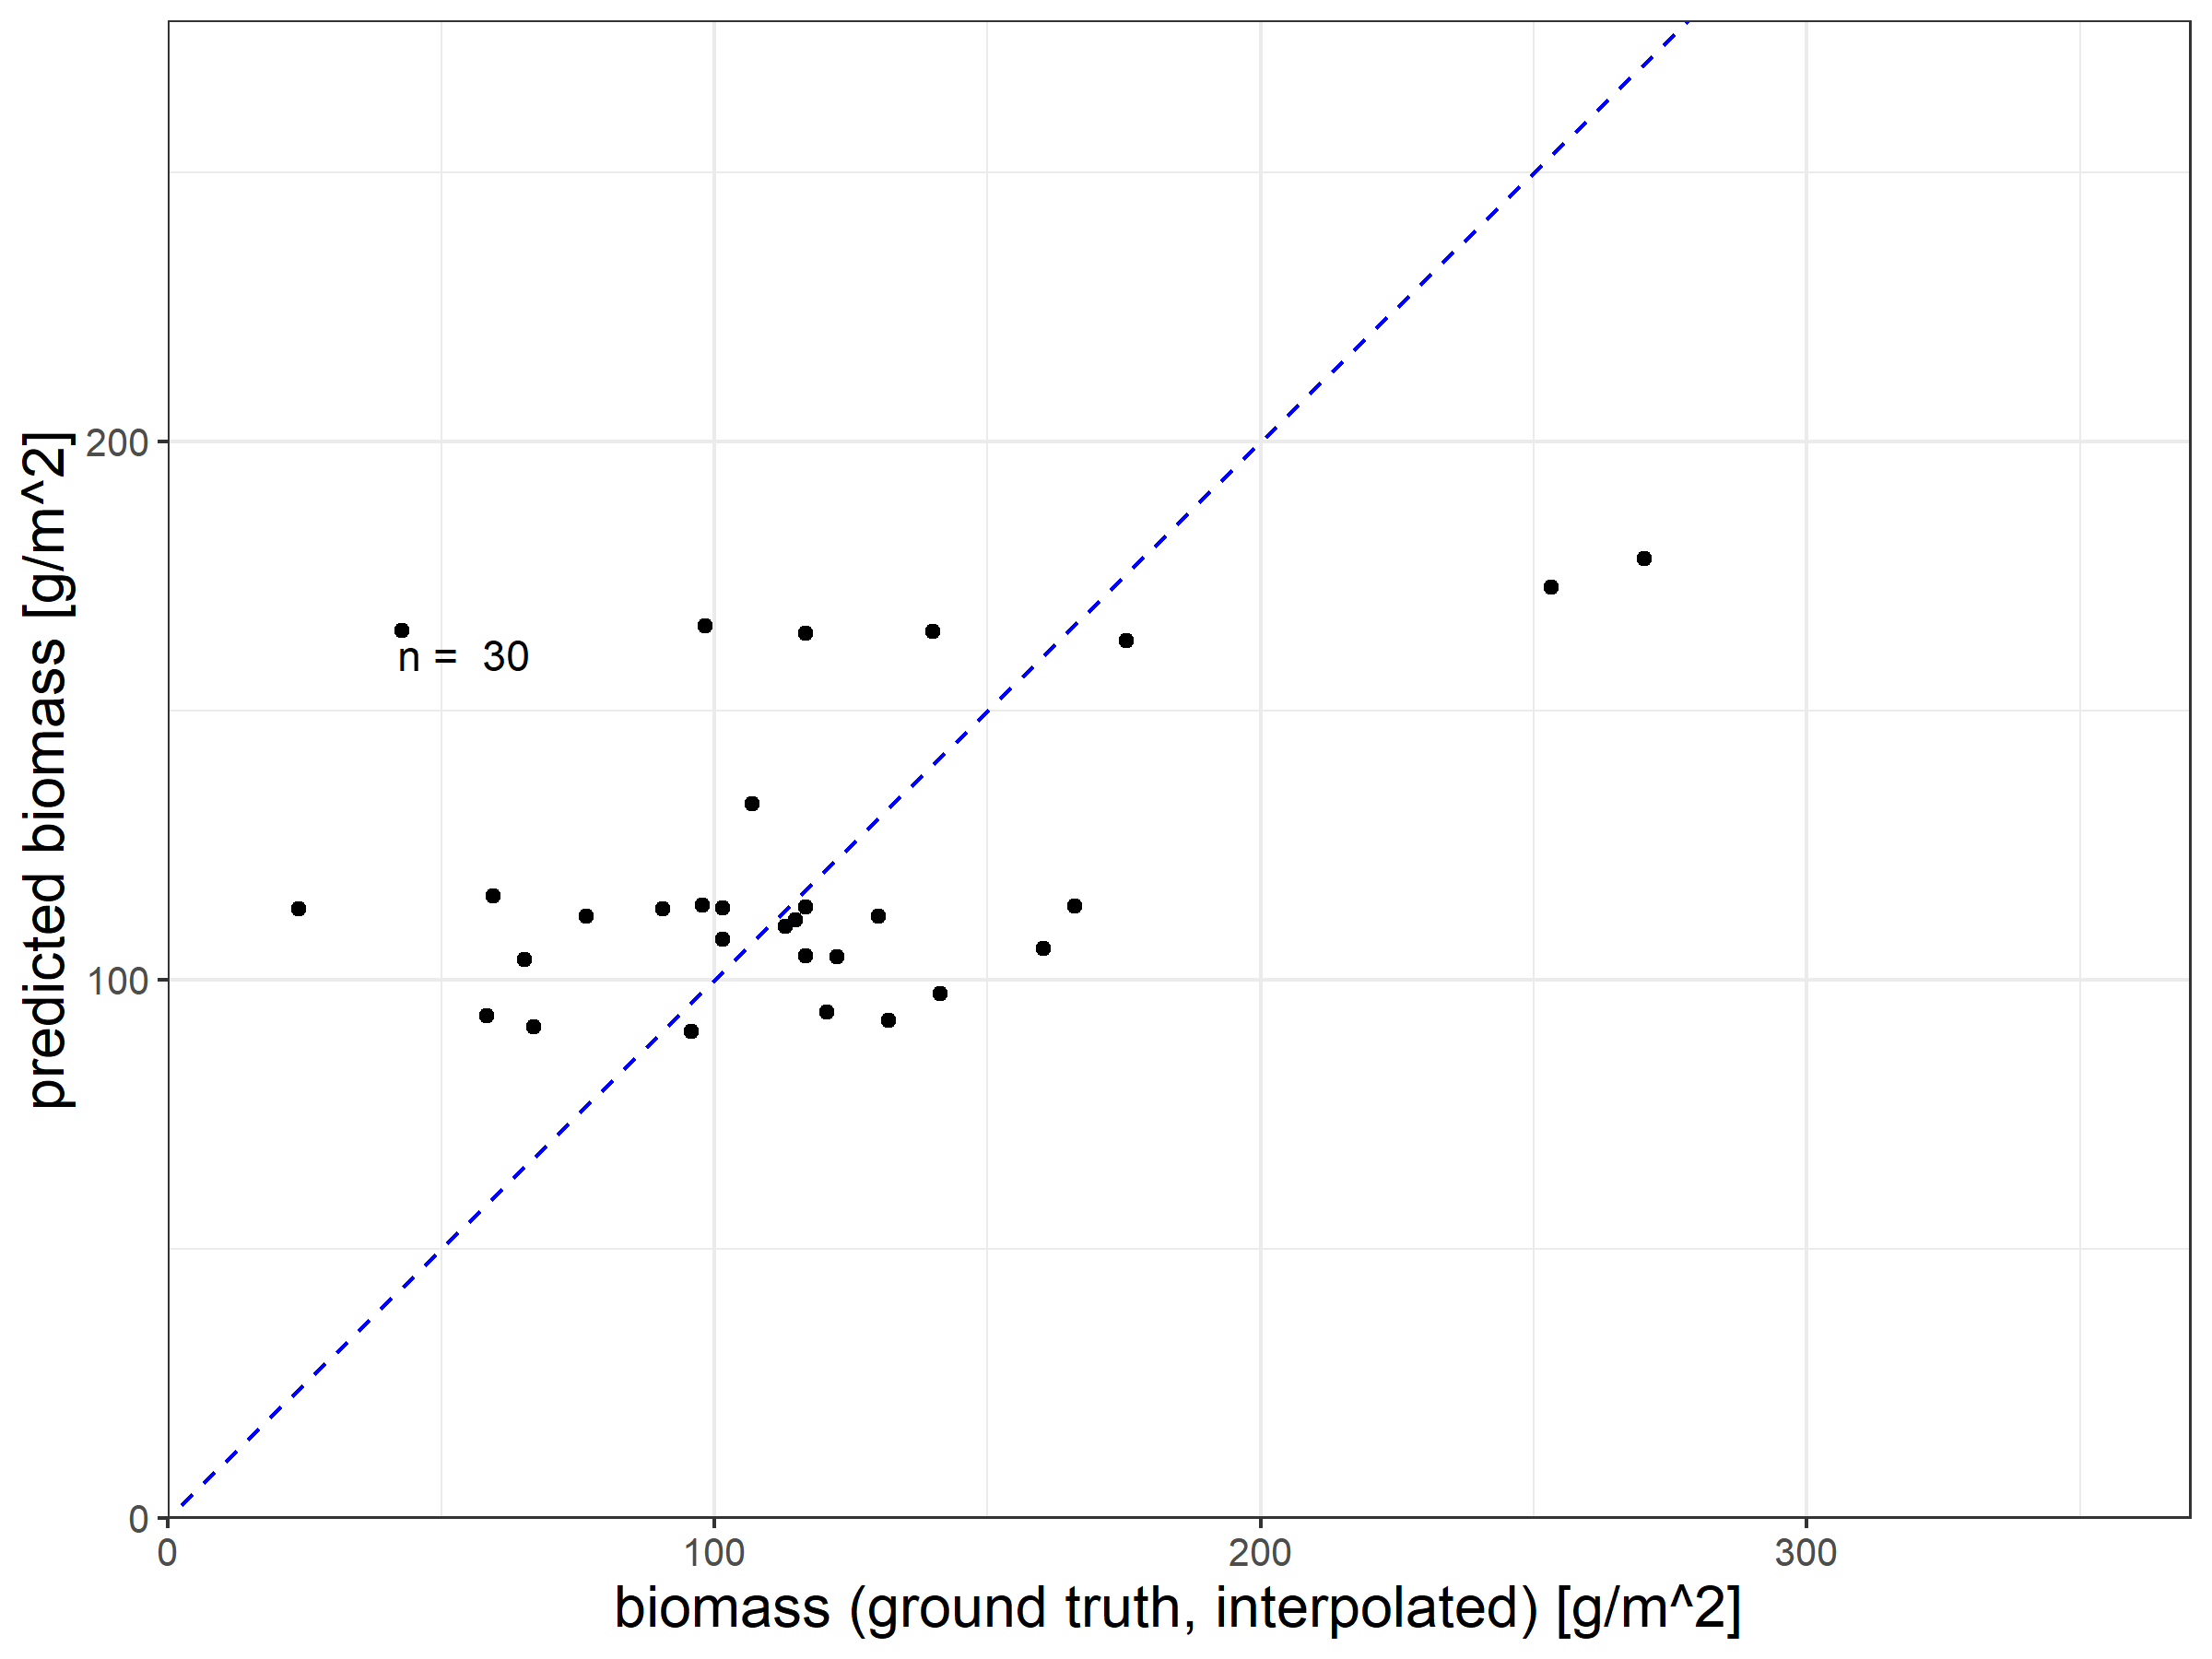 predicted biomass [g/m^2]
200
100
0
n =  30
0 100 200 300
biomass (ground truth, interpolated) [g/m^2]